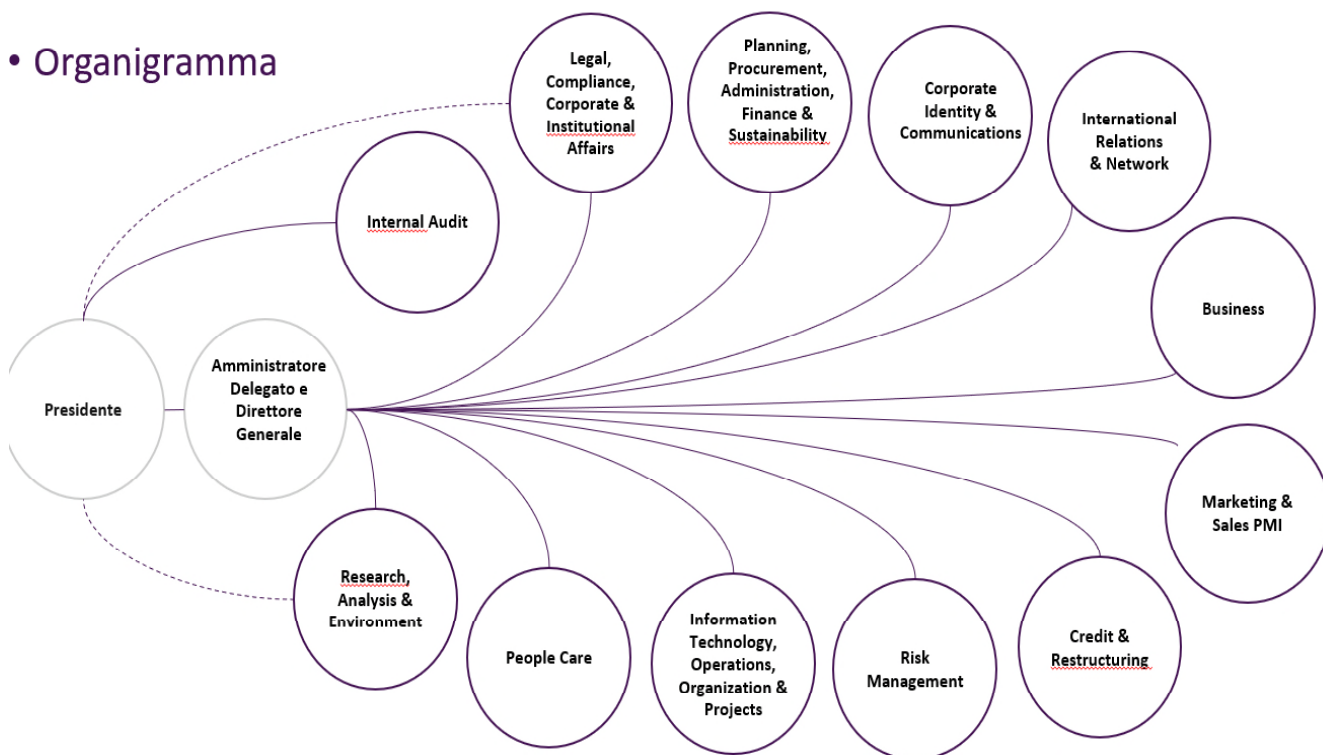 • Organigramma
Legal,
Compliance,
Corporate &
Institutional
Affairs
Planning,
Procurement,
Administration,
Finance &
Sustainability
Corporate
Identity &
Communications
International
Relations
& Network
Internal Audit
Business
Presidente
Amministratore
Delegato e
Direttore
Generale
Marketing &
Sales PMI
Research,
Analysis &
Environment
People Care
Information
Technology,
Operations,
Organization &
Projects
Risk
Management
Credit &
Restructuring